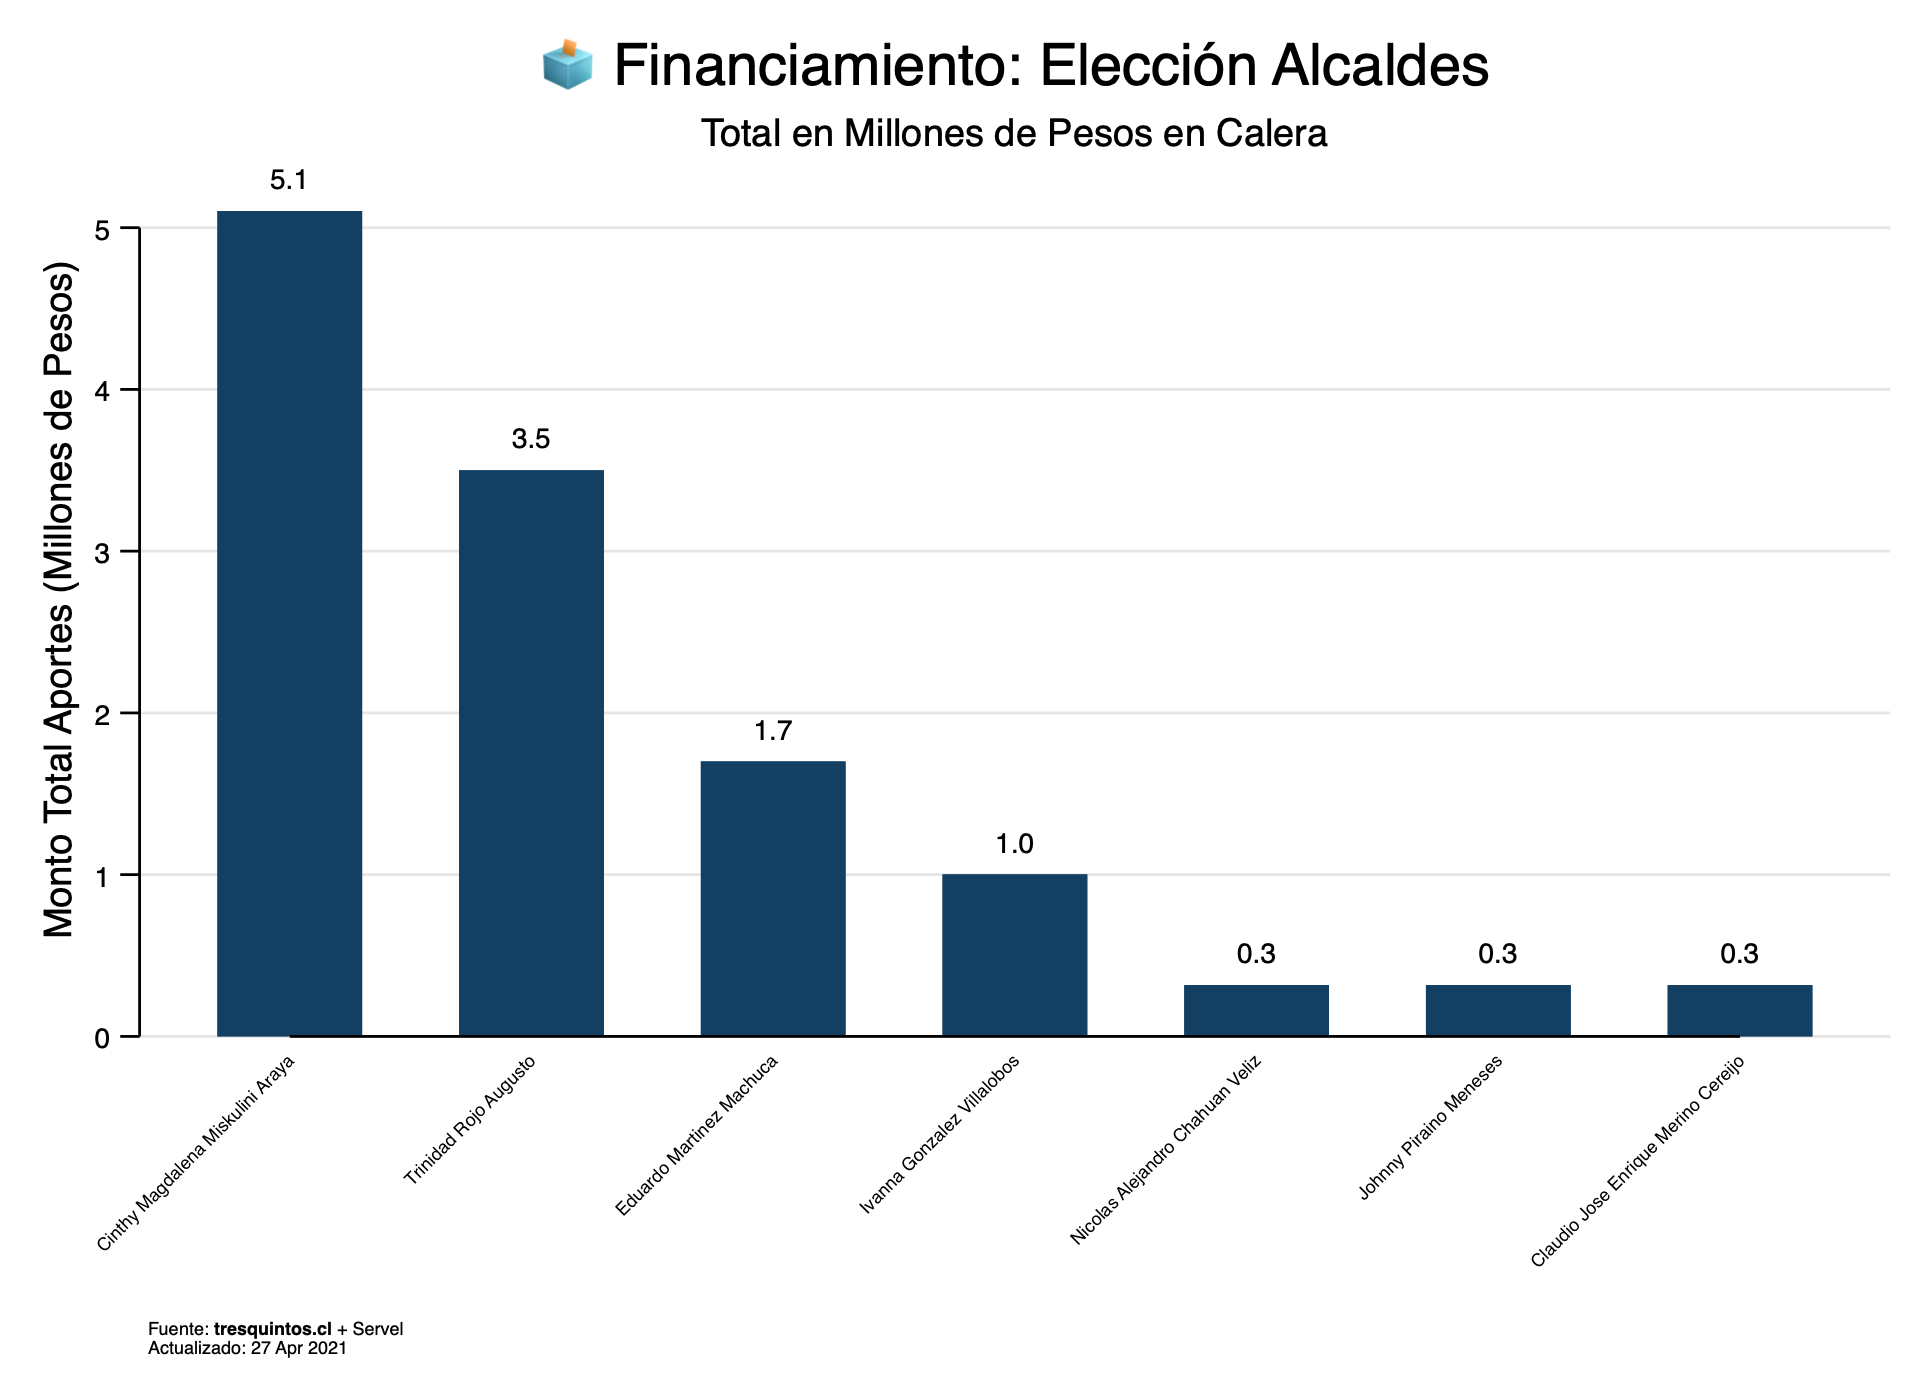 Financiamiento: Elección Alcaldes
Total en Millones de Pesos en Calera
Monto Total Aportes (Millones de Pesos)
5
4
3
2
1
0
5.1
3.5
1.7
1.0
0.3
0.3
0.3
Cinthy Magdalena Miskulini Araya
Trinidad Rojo Augusto
Eduardo Martinez Machuca
Ivanna Gonzalez Villalobos
Nicolas Alejandro Chahuan Veliz
Johnny Piraino Meneses
Claudio Jose Enrique Merino Cereijo
Fuente: tresquintos.cl + Servel
Actualizado: 27 Apr 2021